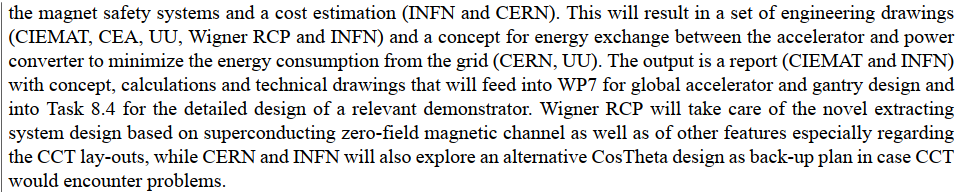 the magnet safety systems and a cost estimation (INFN and CERN). This will result in a set of engineering drawings
(CIEMAT, CEA, UU, Wigner RCP and INFN) and a concept for energy exchange between the accelerator and power
converter to minimize the energy consumption from the grid (CERN, UU). The output is a report (CIEMAT and INFN)
with concept, calculations and technical drawings that will feed into WP7 for global accelerator and gantry design and
into Task 8.4 for the detailed design of a relevant demonstrator. Wigner RCP will take care of the novel extracting
system design based on superconducting zero-field magnetic channel as well as of other features especially regarding
the CCT lay-outs, while CERN and INFN will also explore an alternative CosTheta design as back-up plan in case CCT
would encounter problems.